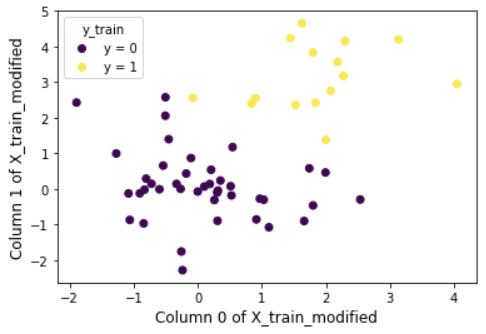 5
4
3
2
1
0
−1
−2
Column 1 of X_train_modified
y_train
y = 0
y = 1
−2 −1 0 1 2 3 4
Column 0 of X_train_modified